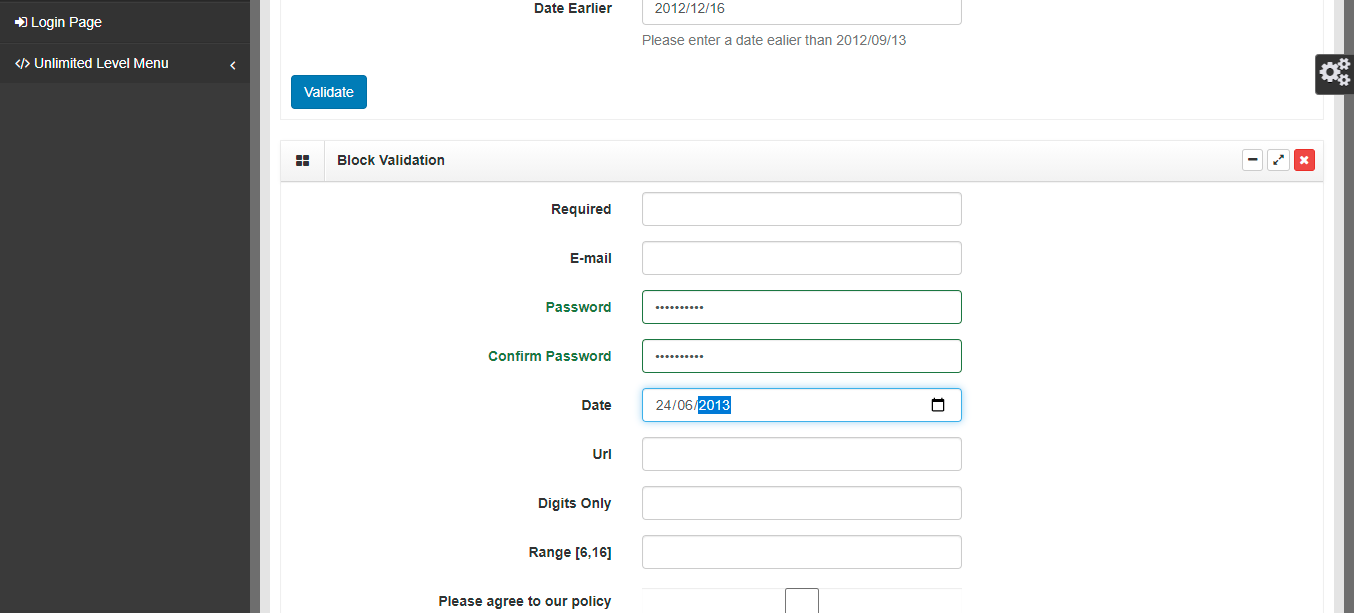 Login Page
Unlimited Level Menu
Date Earlier
2012/12/16
Please enter a date ealier than 2012/09/13
Validate
Block Validation
Required
E-mail
Password
••••••••••
Confirm Password
••••••••••
Date
24/06/2013
Url
Digits Only
Range [6,16]
Please agree to our policy